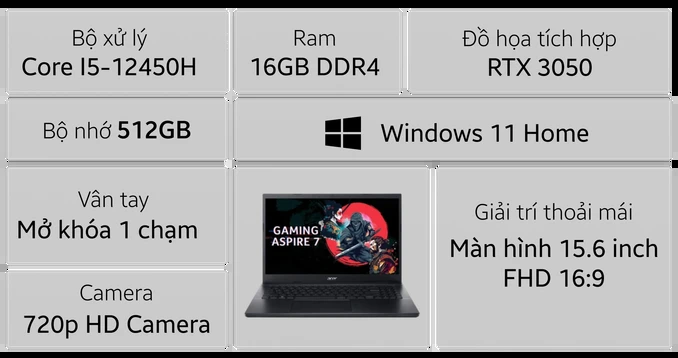 Bộ xử lý
Core I5-12450H
Ram
16GB DDR4
Đồ họa tích hợp
RTX 3050
Bộ nhớ 512GB
Windows 11 Home
Vân tay
Mở khóa 1 chạm
GAMING
ASPIRE 7
acer
Giải trí thoải mái
Màn hình 15.6 inch
FHD 16:9
Camera
720p HD Camera